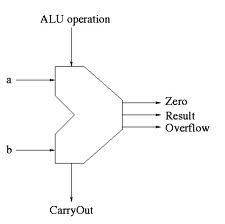 ALU operation
a
Zero
Result
Overflow
b
CarryOut